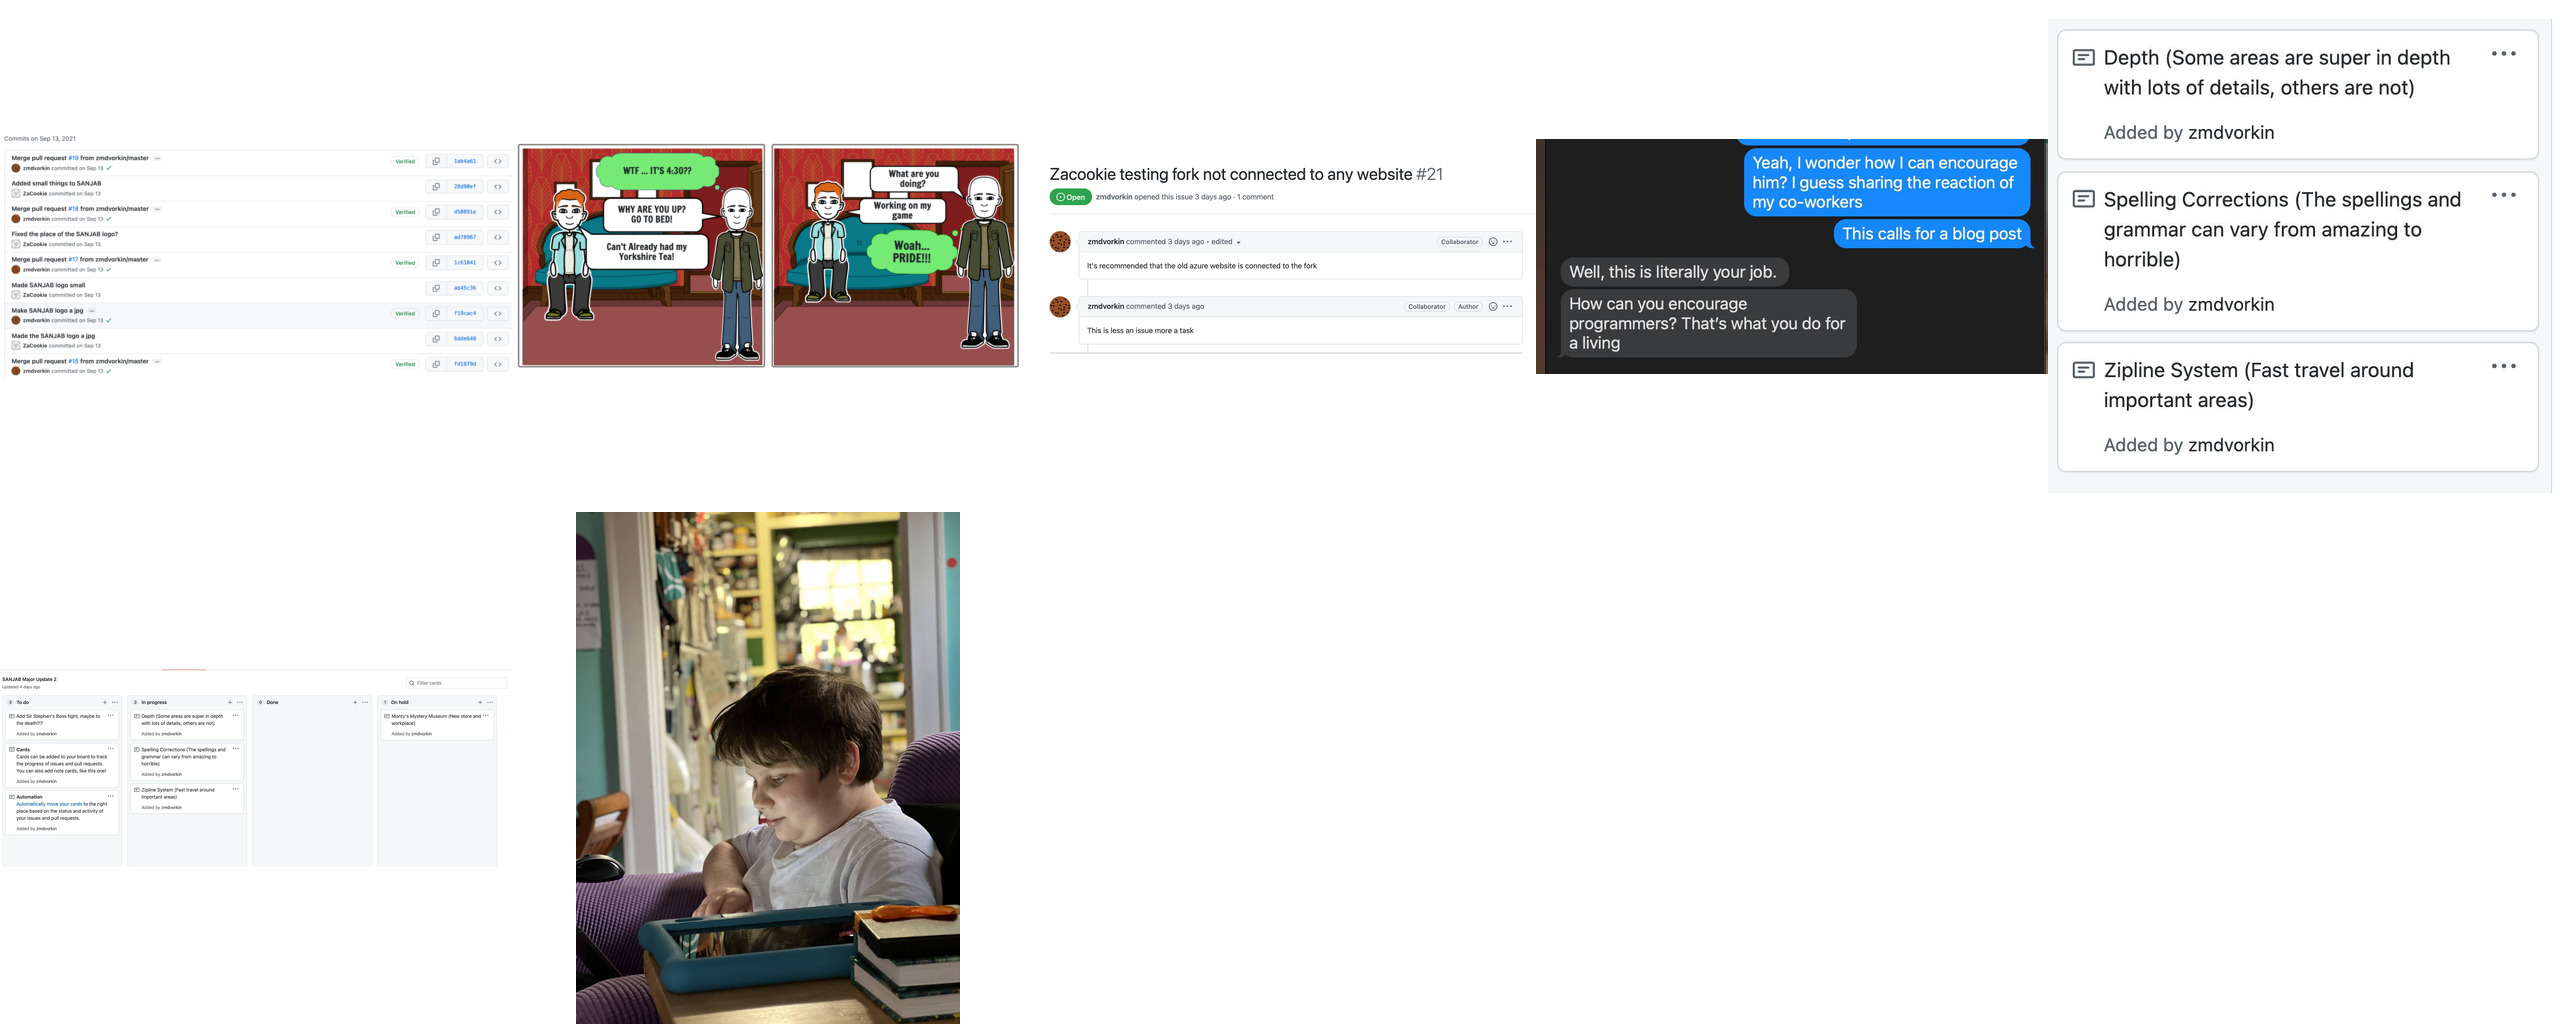 Commits on Sep 13, 2021
Merge pull request #19 from zmdvorkin/master
zmdvorkin committed on Sep 13
Verified
1ab4a61
Added small things to SANJAB
ZaCookie committed on Sep 13
28d90ef
Merge pull request #18 from zmdvorkin/master
zmdvorkin committed on Sep 13
Verified
d50891e
Fixed the place of the SANJAB logo?
ZaCookie committed on Sep 13
ad78967
Merge pull request #17 from zmdvorkin/master
zmdvorkin committed on Sep 13
Verified
1c61041
Made SANJAB logo small
ZaCookie committed on Sep 13
ab45c36
Make SANJAB logo a jpg
zmdvorkin committed on Sep 13
Verified
f19cac4
Made the SANJAB logo a jpg
ZaCookie committed on Sep 13
6dde648
Merge pull request #15 from zmdvorkin/master
zmdvorkin committed on Sep 13
Verified
fd1879d
WTF ... IT'S 4:30??
WHY ARE YOU UP?
GO TO BED!
Can't Already had my
Yorkshire Tea!
What are you
doing?
Working on my
game
Woah...
PRIDE!!!
Zacookie testing fork not connected to any website #21
Open
zmdvorkin opened this issue 3 days ago · 1 comment
zmdvorkin commented 3 days ago • edited
Collaborator
It's recommended that the old azure website is connected to the fork
zmdvorkin commented 3 days ago
Collaborator
Author
This is less an issue more a task
Yeah, I wonder how I can encourage
him? I guess sharing the reaction of
my co-workers
This calls for a blog post
Well, this is literally your job.
How can you encourage
programmers? That's what you do for
a living
Depth (Some areas are super in depth
with lots of details, others are not)
Added by zmdvorkin
Spelling Corrections (The spellings and
grammar can vary from amazing to
horrible)
Added by zmdvorkin
Zipline System (Fast travel around
important areas)
Added by zmdvorkin
SANJAB Major Update 2
Updated 4 days ago
Filter cards
3 To do
Add Sir Stephan's Boss fight, maybe to
the death?!?
Added by zmdvorkin
Cards
Cards can be added to your board to track
the progress of issues and pull requests.
You can also add note cards, like this one!
Added by zmdvorkin
Automation
Automatically move your cards to the right
place based on the status and activity of
your issues and pull requests.
Added by zmdvorkin
3 In progress
Depth (Some areas are super in depth
with lots of details, others are not)
Added by zmdvorkin
Spelling Corrections (The spellings and
grammar can vary from amazing to
horrible)
Added by zmdvorkin
Zipline System (Fast travel around
important areas)
Added by zmdvorkin
0 Done
1 On hold
Monty's Mystery Museum (New store and
workplace)
Added by zmdvorkin